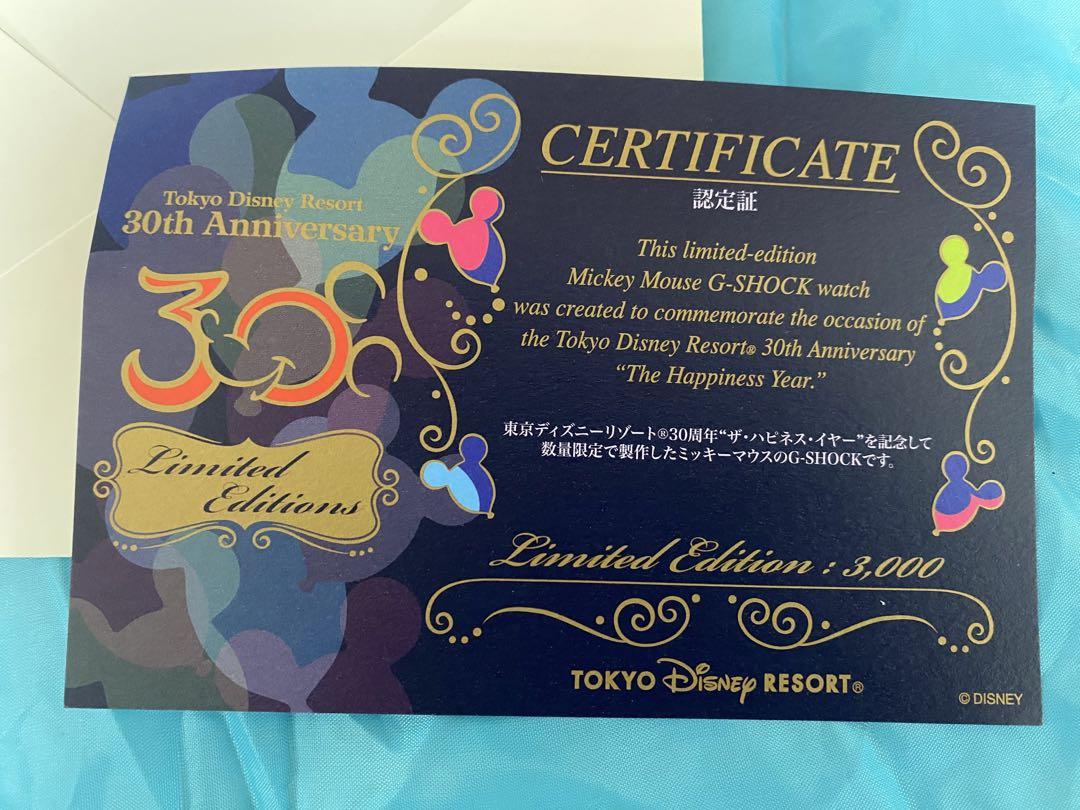 Tokyo Disney Resort
30th Anniversary
30
Limited
Editions
CERTIFICATE
認定証
This limited-edition
Mickey Mouse G-SHOCK watch
was created to commemorate the occasion of
the Tokyo Disney Resort® 30th Anniversary
“The Happiness Year.”
東京ディズニーリゾート®30周年“ザ・ハピネス・イヤー”を記念して
数量限定で製作したミッキーマウスのG-SHOCKです。
Limited Edition : 3,000
TOKYO Disney RESORT®
© DISNEY